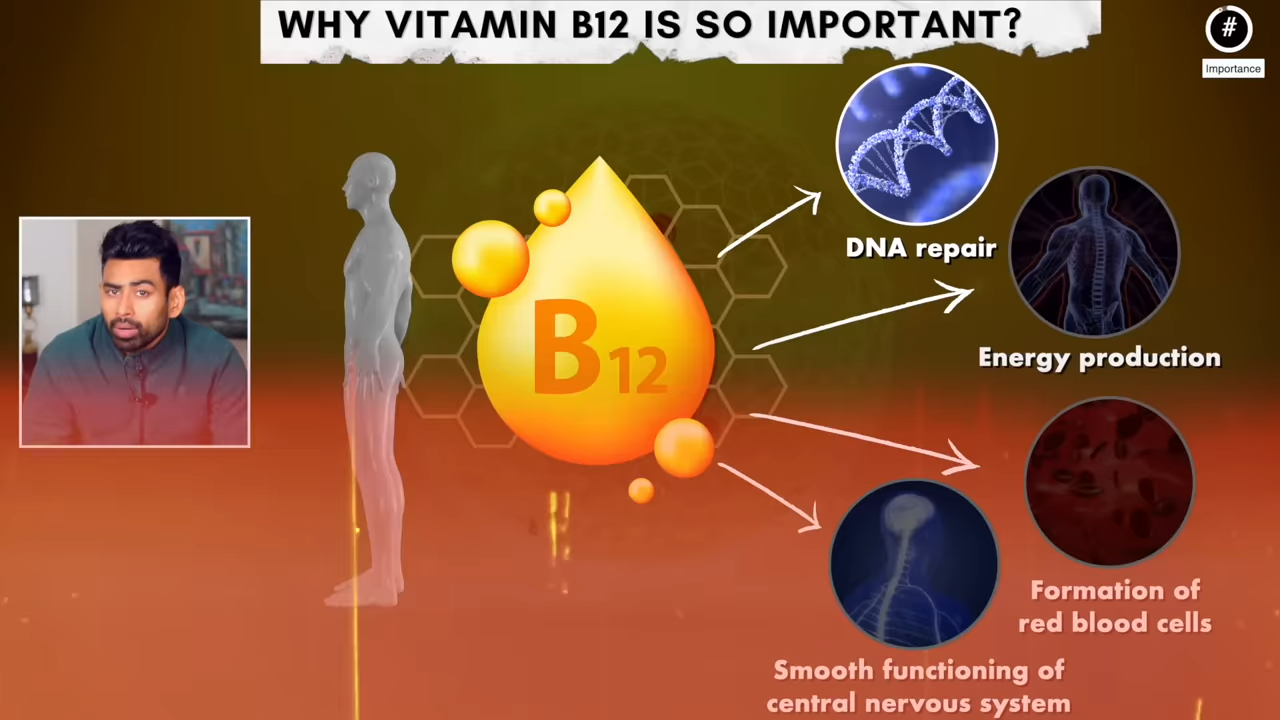 WHY VITAMIN B12 IS SO IMPORTANT?
#
Importance
B12
DNA repair
Energy production
Formation of
red blood cells
Smooth functioning of
central nervous system